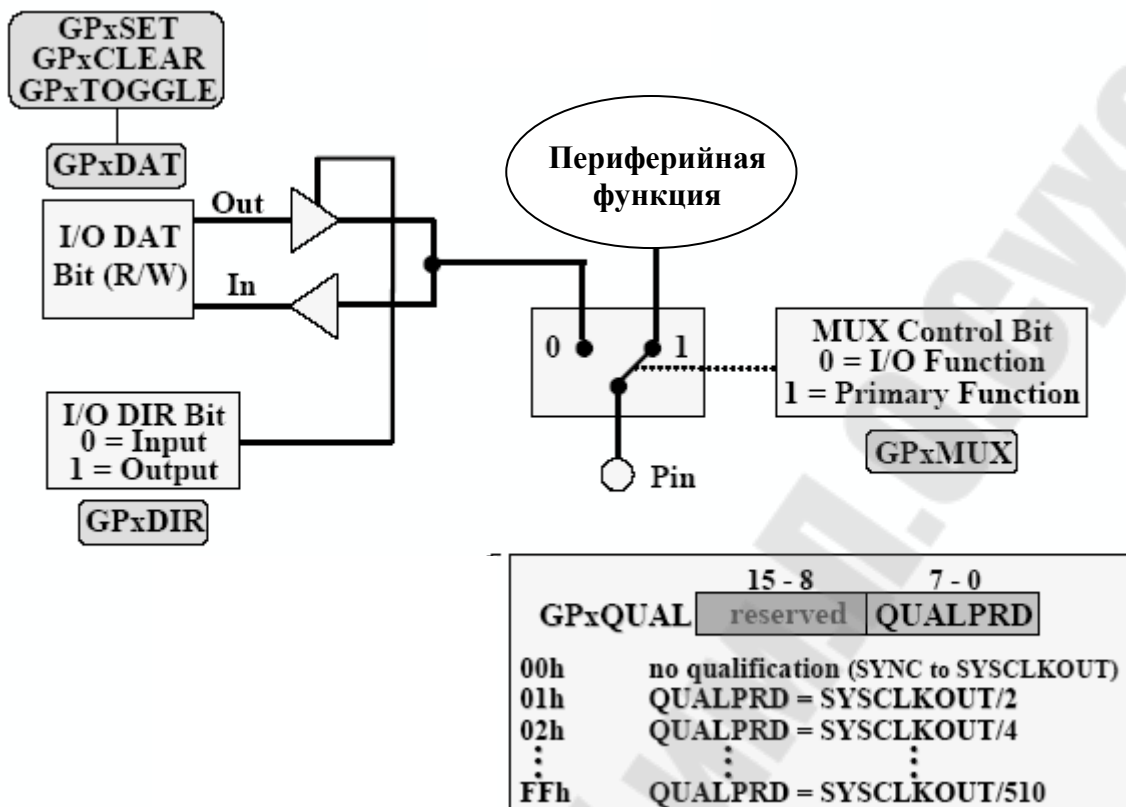 GPxSET
GPxCLEAR
GPxTOGGLE
GPxDAT
I/O DAT
Bit (R/W)
Out
In
Периферийная
функция
0
1
MUX Control Bit
0 = I/O Function
1 = Primary Function
GPxMUX
I/O DIR Bit
0 = Input
1 = Output
GPxDIR
Pin
15 - 8 7 - 0
GPxQUAL reserved QUALPRD
00h no qualification (SYNC to SYSCLKOUT)
01h QUALPRD = SYSCLKOUT/2
02h QUALPRD = SYSCLKOUT/4
FFh QUALPRD = SYSCLKOUT/510